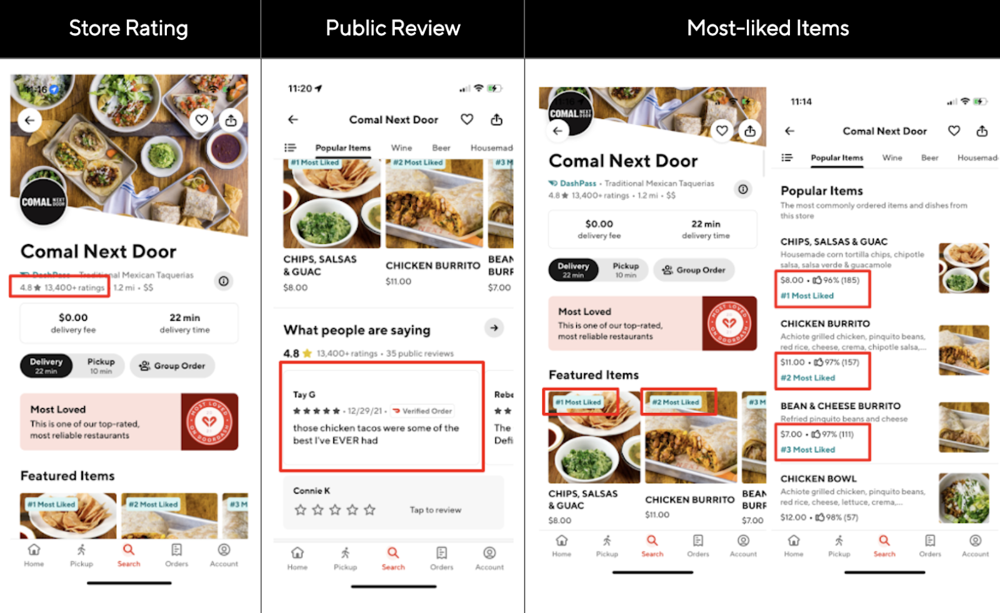 Store Rating
Public Review
Most-liked Items
11:16
COMAL NEXT DOOR
Comal Next Door
DashPass • Traditional Mexican Taquerias
4.8 ★ 13,400+ ratings • 1.2 mi • $$
$0.00
delivery fee
22 min
delivery time
Delivery
22 min
Pickup
10 min
Group Order
Most Loved
This is one of our top-rated,
most reliable restaurants
MOST LOVED
ON DOORDASH
Featured Items
#1 Most Liked
#2 Most Liked
#3 M
Home
Pickup
Search
Orders
Account
11:20
Comal Next Door
Popular Items
Wine
Beer
Housemad
#1 Most Liked
#2 Most Liked
#3 M
CHIPS, SALSAS
& GUAC
$8.00
CHICKEN BURRITO
$11.00
BEAN
BURR
$7.00
What people are saying
4.8 ★ 13,400+ ratings • 35 public reviews
Tay G
★★★★★ • 12/29/21 • Verified Order
those chicken tacos were some of the
best I've EVER had
Rebe
★★
The
Defi
Connie K
☆☆☆☆☆ Tap to review
Home
Pickup
Search
Orders
Account
11:16
COMAL NEXT DOOR
Comal Next Door
DashPass • Traditional Mexican Taquerias
4.8 ★ 13,400+ ratings • 1.2 mi • $$
$0.00
delivery fee
22 min
delivery time
Delivery
22 min
Pickup
10 min
Group Order
Most Loved
This is one of our top-rated,
most reliable restaurants
MOST LOVED
ON DOORDASH
Featured Items
#1 Most Liked
#2 Most Liked
#3 M
CHIPS, SALSAS
& GUAC
$8.00
CHICKEN BURRITO
$11.00
BEAN
BURR
$7.00
Home
Pickup
Search
Orders
Account
11:14
Comal Next Door
Popular Items
Wine
Beer
Housemad
Popular Items
The most commonly ordered items and dishes from
this store
CHIPS, SALSAS & GUAC
Housemade corn tortilla chips, chipotle
salsa, salsa verde & guacamole
$8.00 • 96% (185)
#1 Most Liked
CHICKEN BURRITO
Achiote grilled chicken, pinquito beans,
red rice, cheese, crema, chipotle salsa,...
$11.00 • 97% (157)
#2 Most Liked
BEAN & CHEESE BURRITO
Refried pinquito beans and cheese
$7.00 • 97% (111)
#3 Most Liked
CHICKEN BOWL
Achiote grilled chicken, pinquito beans,
red rice, cheese, lettuce, crema,...
$12.00 • 98% (57)
Home
Pickup
Search
Orders
Account